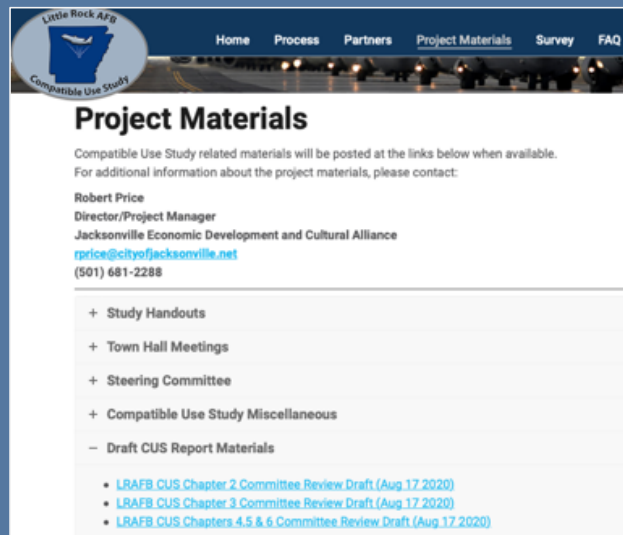 Little Rock AFB
Compatible Use Study
Home Process Partners Project Materials Survey FAQ
Project Materials
Compatible Use Study related materials will be posted at the links below when available.
For additional information about the project materials, please contact:
Robert Price
Director/Project Manager
Jacksonville Economic Development and Cultural Alliance
rprice@cityofjacksonville.net
(501) 681-2288
+ Study Handouts
+ Town Hall Meetings
+ Steering Committee
+ Compatible Use Study Miscellaneous
− Draft CUS Report Materials
• LRAFB CUS Chapter 2 Committee Review Draft (Aug 17 2020)
• LRAFB CUS Chapter 3 Committee Review Draft (Aug 17 2020)
• LRAFB CUS Chapters 4.5 & 6 Committee Review Draft (Aug 17 2020)